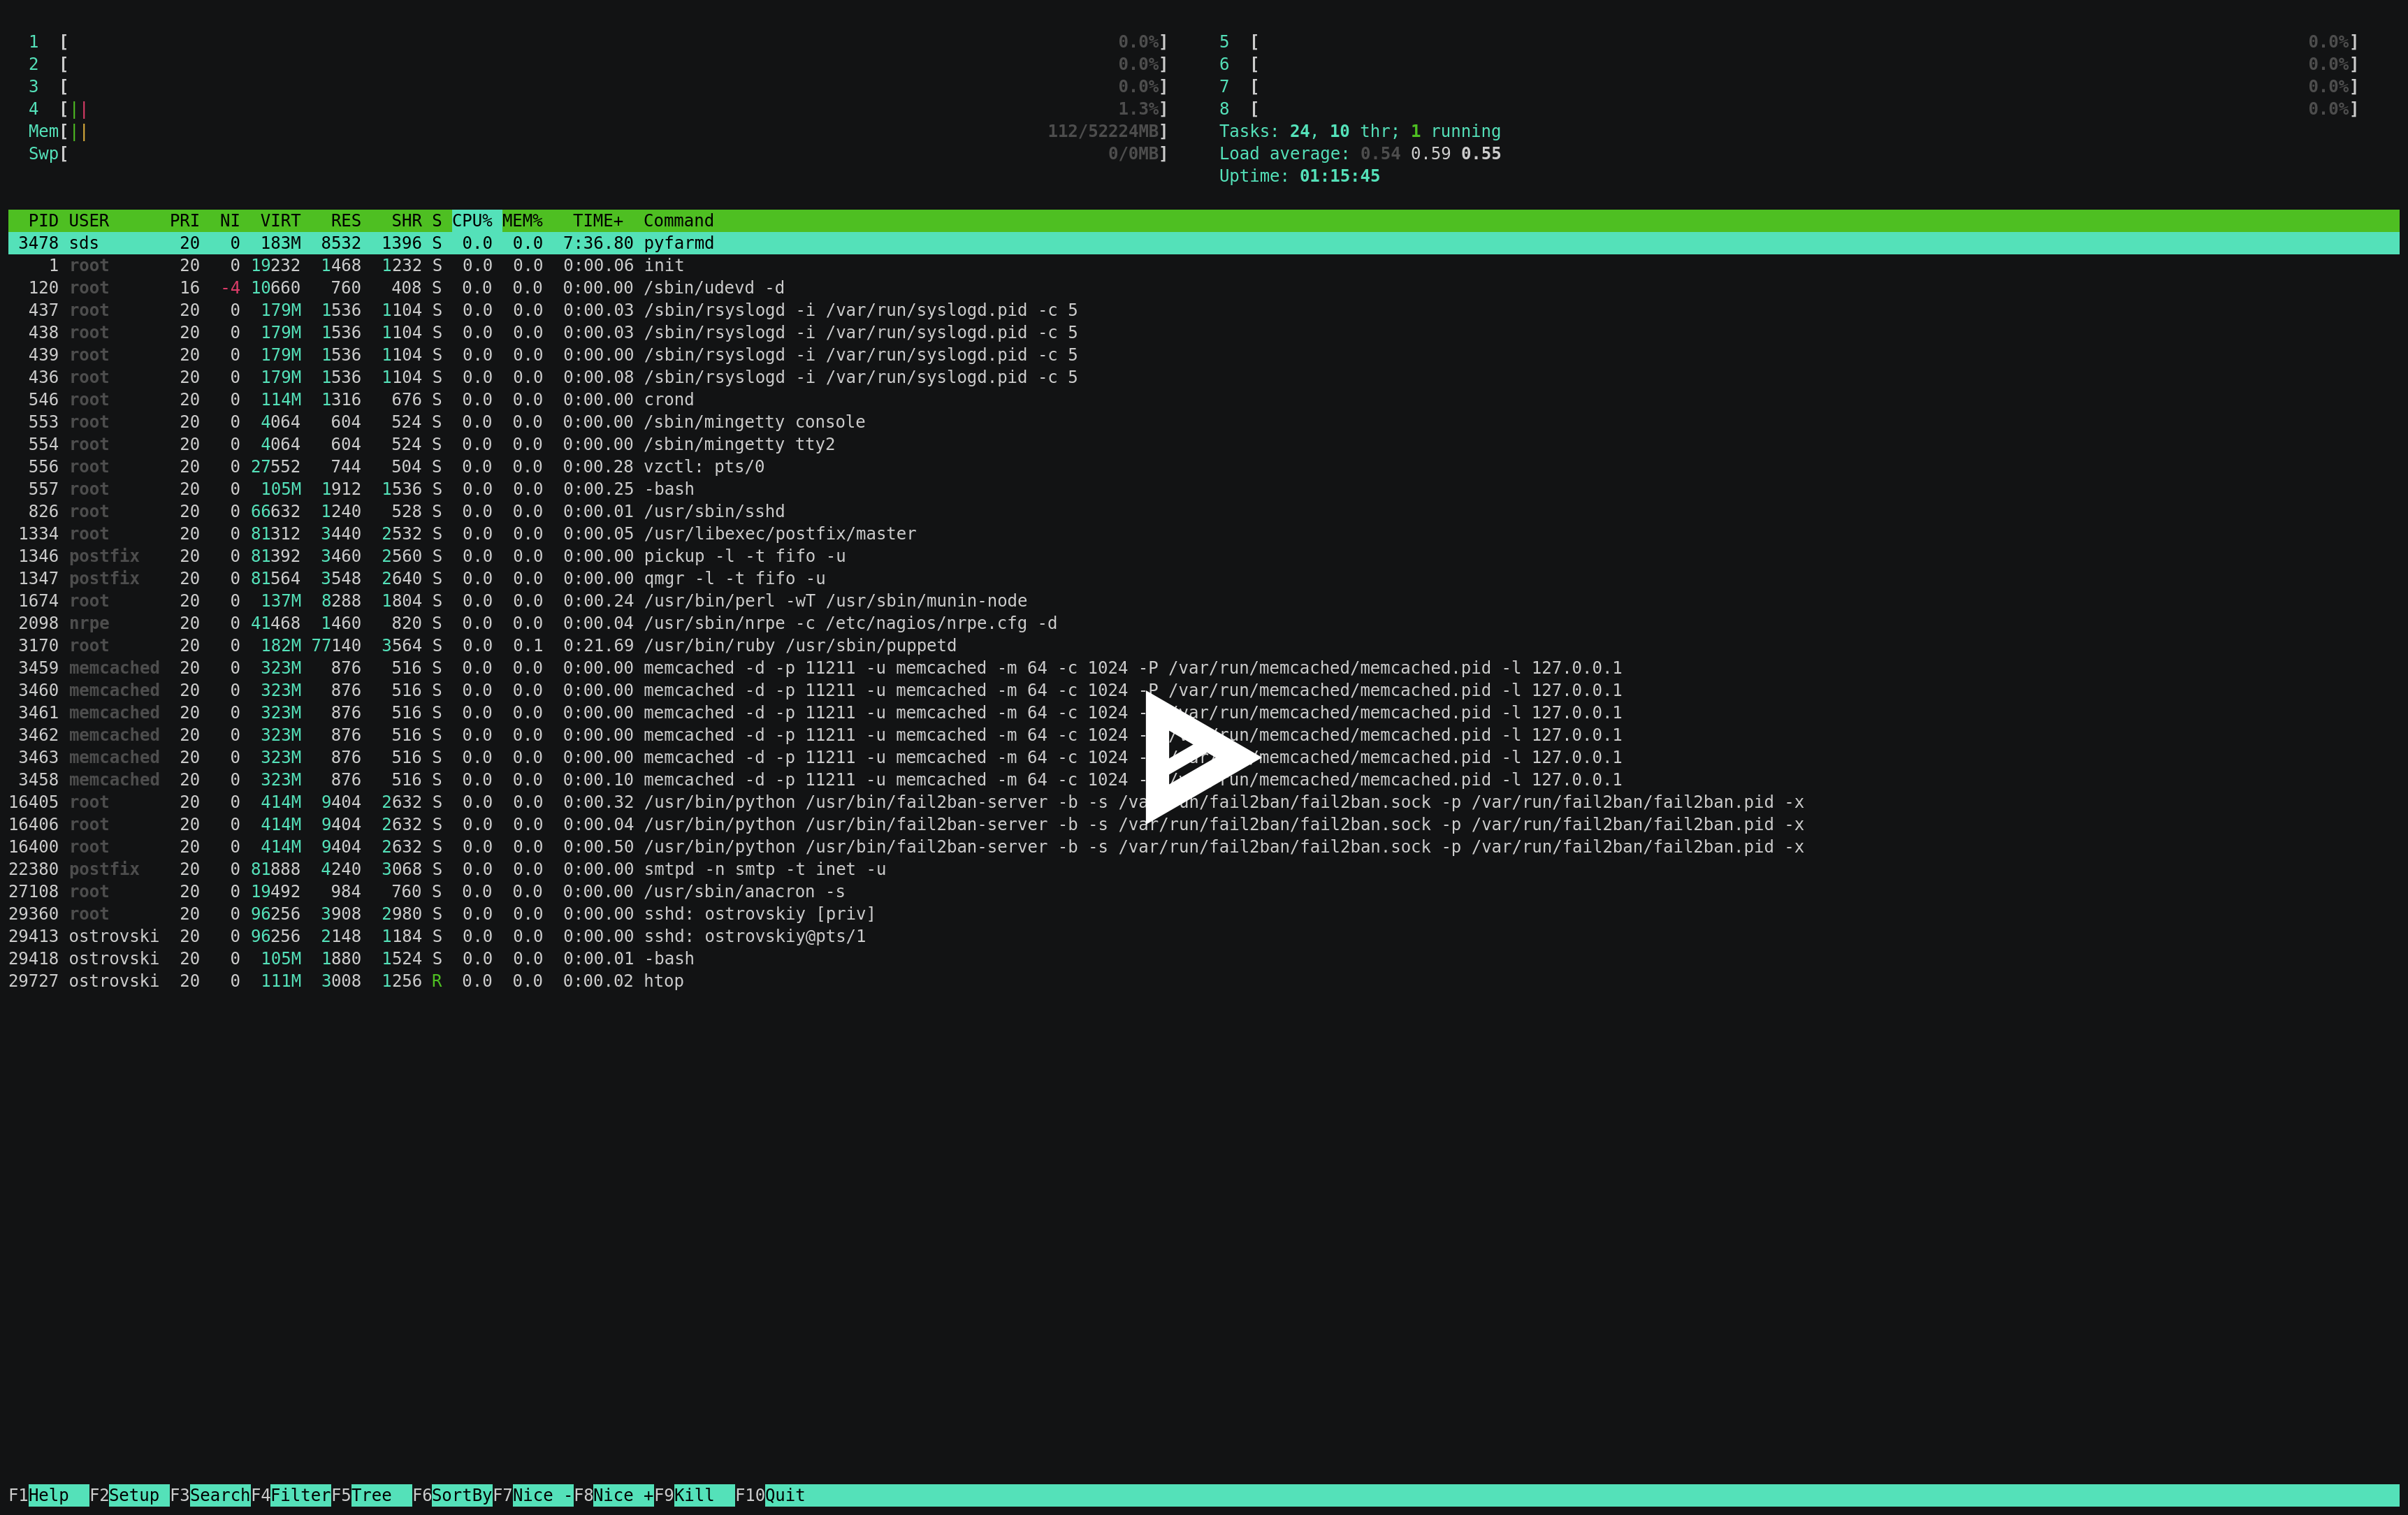 1 [ 0.0%] 5 [ 0.0%]
2 [ 0.0%] 6 [ 0.0%]
3 [ 0.0%] 7 [ 0.0%]
4 [|| 1.3%] 8 [ 0.0%]
Mem[|| 112/52224MB] Tasks: 24, 10 thr; 1 running
Swp[ 0/0MB] Load average: 0.54 0.59 0.55
Uptime: 01:15:45
PID USER PRI NI VIRT RES SHR S CPU% MEM% TIME+ Command
3478 sds 20 0 183M 8532 1396 S 0.0 0.0 7:36.80 pyfarmd
1 root 20 0 19232 1468 1232 S 0.0 0.0 0:00.06 init
120 root 16 -4 10660 760 408 S 0.0 0.0 0:00.00 /sbin/udevd -d
437 root 20 0 179M 1536 1104 S 0.0 0.0 0:00.03 /sbin/rsyslogd -i /var/run/syslogd.pid -c 5
438 root 20 0 179M 1536 1104 S 0.0 0.0 0:00.03 /sbin/rsyslogd -i /var/run/syslogd.pid -c 5
439 root 20 0 179M 1536 1104 S 0.0 0.0 0:00.00 /sbin/rsyslogd -i /var/run/syslogd.pid -c 5
436 root 20 0 179M 1536 1104 S 0.0 0.0 0:00.08 /sbin/rsyslogd -i /var/run/syslogd.pid -c 5
546 root 20 0 114M 1316 676 S 0.0 0.0 0:00.00 crond
553 root 20 0 4064 604 524 S 0.0 0.0 0:00.00 /sbin/mingetty console
554 root 20 0 4064 604 524 S 0.0 0.0 0:00.00 /sbin/mingetty tty2
556 root 20 0 27552 744 504 S 0.0 0.0 0:00.28 vzctl: pts/0
557 root 20 0 105M 1912 1536 S 0.0 0.0 0:00.25 -bash
826 root 20 0 66632 1240 528 S 0.0 0.0 0:00.01 /usr/sbin/sshd
1334 root 20 0 81312 3440 2532 S 0.0 0.0 0:00.05 /usr/libexec/postfix/master
1346 postfix 20 0 81392 3460 2560 S 0.0 0.0 0:00.00 pickup -l -t fifo -u
1347 postfix 20 0 81564 3548 2640 S 0.0 0.0 0:00.00 qmgr -l -t fifo -u
1674 root 20 0 137M 8288 1804 S 0.0 0.0 0:00.24 /usr/bin/perl -wT /usr/sbin/munin-node
2098 nrpe 20 0 41468 1460 820 S 0.0 0.0 0:00.04 /usr/sbin/nrpe -c /etc/nagios/nrpe.cfg -d
3170 root 20 0 182M 77140 3564 S 0.0 0.1 0:21.69 /usr/bin/ruby /usr/sbin/puppetd
3459 memcached 20 0 323M 876 516 S 0.0 0.0 0:00.00 memcached -d -p 11211 -u memcached -m 64 -c 1024 -P /var/run/memcached/memcached.pid -l 127.0.0.1
3460 memcached 20 0 323M 876 516 S 0.0 0.0 0:00.00 memcached -d -p 11211 -u memcached -m 64 -c 1024 -P /var/run/memcached/memcached.pid -l 127.0.0.1
3461 memcached 20 0 323M 876 516 S 0.0 0.0 0:00.00 memcached -d -p 11211 -u memcached -m 64 -c 1024 /var/run/memcached/memcached.pid -l 127.0.0.1
3462 memcached 20 0 323M 876 516 S 0.0 0.0 0:00.00 memcached -d -p 11211 -u memcached -m 64 -c 1024 /run/memcached/memcached.pid -l 127.0.0.1
3463 memcached 20 0 323M 876 516 S 0.0 0.0 0:00.00 memcached -d -p 11211 -u memcached -m 64 -c 1024 /memcached/memcached.pid -l 127.0.0.1
3458 memcached 20 0 323M 876 516 S 0.0 0.0 0:00.10 memcached -d -p 11211 -u memcached -m 64 -c 1024 /memcached/memcached.pid -l 127.0.0.1
16405 root 20 0 414M 9404 2632 S 0.0 0.0 0:00.32 /usr/bin/python /usr/bin/fail2ban-server -b -s /var/run/fail2ban/fail2ban.sock -p /var/run/fail2ban/fail2ban.pid -x
16406 root 20 0 414M 9404 2632 S 0.0 0.0 0:00.04 /usr/bin/python /usr/bin/fail2ban-server -b -s /var/run/fail2ban/fail2ban.sock -p /var/run/fail2ban/fail2ban.pid -x
16400 root 20 0 414M 9404 2632 S 0.0 0.0 0:00.50 /usr/bin/python /usr/bin/fail2ban-server -b -s /var/run/fail2ban/fail2ban.sock -p /var/run/fail2ban/fail2ban.pid -x
22380 postfix 20 0 81888 4240 3068 S 0.0 0.0 0:00.00 smtpd -n smtp -t inet -u
27108 root 20 0 19492 984 760 S 0.0 0.0 0:00.00 /usr/sbin/anacron -s
29360 root 20 0 96256 3908 2980 S 0.0 0.0 0:00.00 sshd: ostrovskiy [priv]
29413 ostrovski 20 0 96256 2148 1184 S 0.0 0.0 0:00.00 sshd: ostrovskiy@pts/1
29418 ostrovski 20 0 105M 1880 1524 S 0.0 0.0 0:00.01 -bash
29727 ostrovski 20 0 111M 3008 1256 R 0.0 0.0 0:00.02 htop
F1Help F2Setup F3SearchF4FilterF5Tree F6SortByF7Nice -F8Nice +F9Kill F10Quit